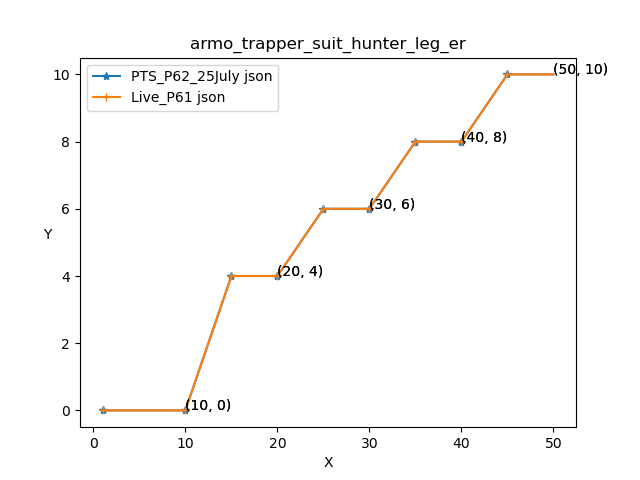 armo_trapper_suit_hunter_leg_er
PTS_P62_25July json
Live_P61 json
(50, 10)
(40, 8)
(30, 6)
(20, 4)
(10, 0)
10
8
6
4
2
0
Y
0 10 20 30 40 50
X